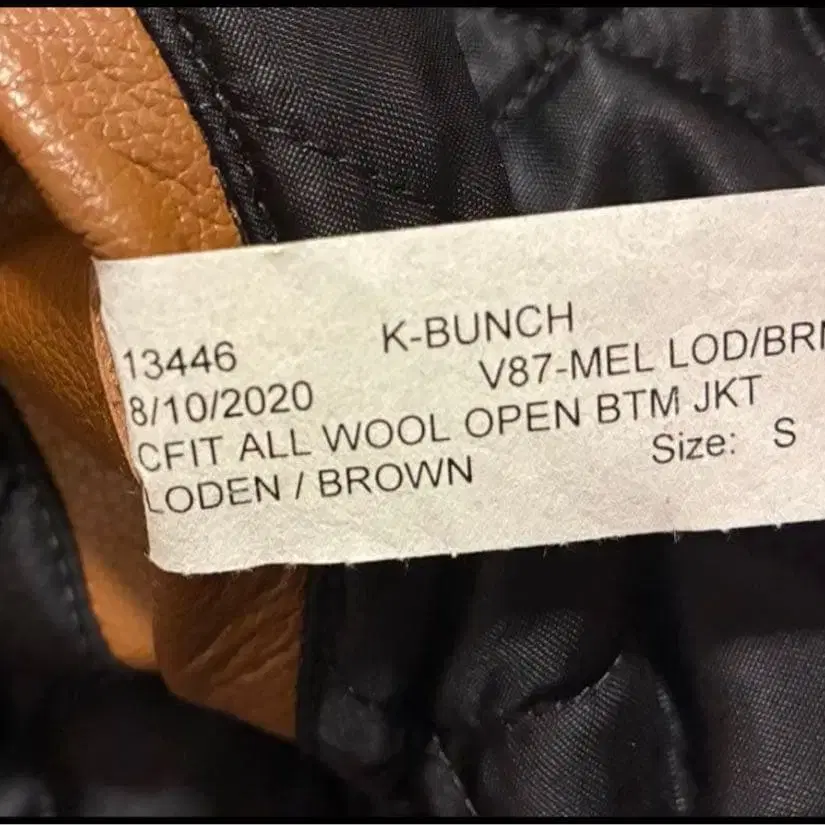 13446 K-BUNCH
8/10/2020 V87-MEL LOD/BRN
CFIT ALL WOOL OPEN BTM JKT
LODEN / BROWN Size: S